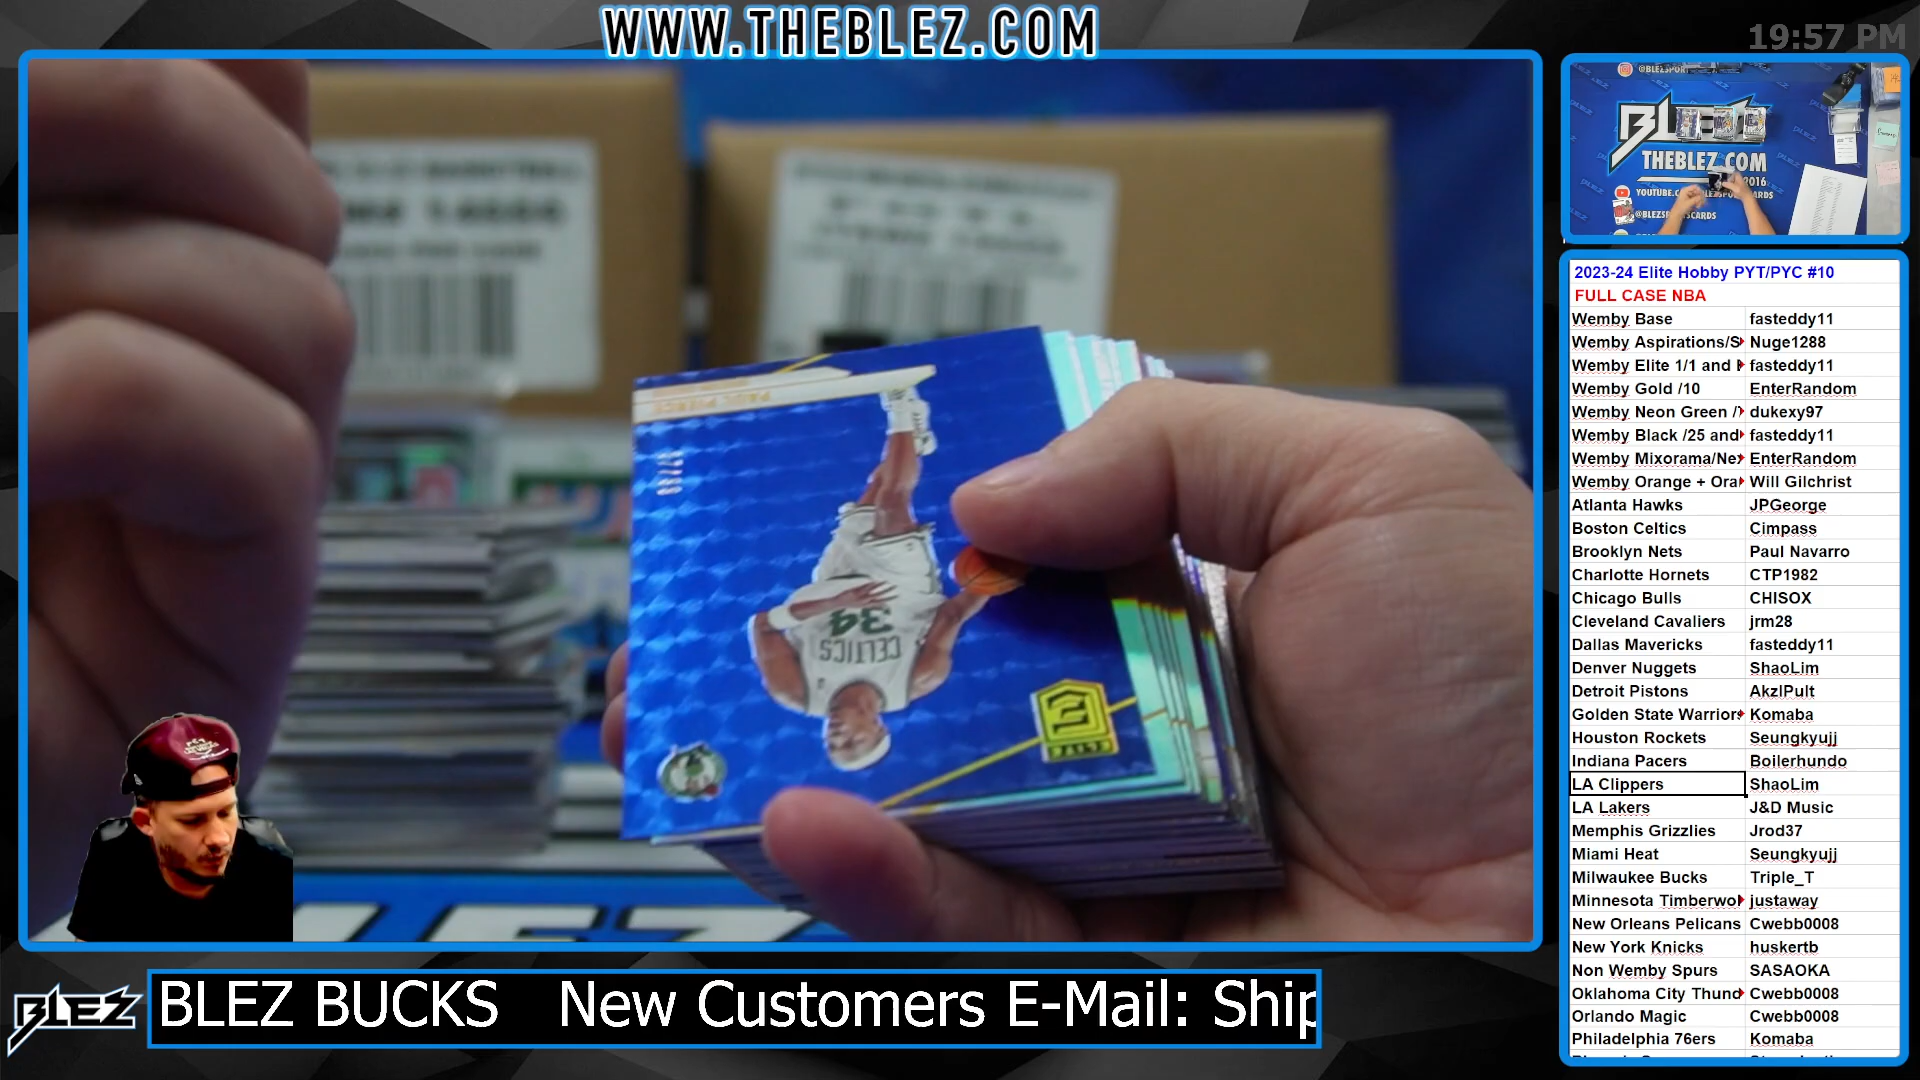 WWW.THEBLEZ.COM
19:57 PM
THEBLEZ.COM
2016
PAUL PIERCE
34
CELTICS
2023-24 Elite Hobby PYT/PYC #10
FULL CASE NBA
Wemby Base fasteddy11
Wemby Aspirations/S Nuge1288
Wemby Elite 1/1 and fasteddy11
Wemby Gold /10 EnterRandom
Wemby Neon Green / dukexy97
Wemby Black /25 and fasteddy11
Wemby Mixorama/Ne EnterRandom
Wemby Orange + Ora Will Gilchrist
Atlanta Hawks JPGeorge
Boston Celtics Cimpass
Brooklyn Nets Paul Navarro
Charlotte Hornets CTP1982
Chicago Bulls CHISOX
Cleveland Cavaliers jrm28
Dallas Mavericks fasteddy11
Denver Nuggets ShaoLim
Detroit Pistons AkzlPult
Golden State Warriors Komaba
Houston Rockets Seungkyujj
Indiana Pacers Boilerhundo
LA Clippers ShaoLim
LA Lakers J&D Music
Memphis Grizzlies Jrod37
Miami Heat Seungkyujj
Milwaukee Bucks Triple_T
Minnesota Timberwol justaway
New Orleans Pelicans Cwebb0008
New York Knicks huskertb
Non Wemby Spurs SASAOKA
Oklahoma City Thund Cwebb0008
Orlando Magic Cwebb0008
Philadelphia 76ers Komaba
BLEZ
BLEZ BUCKS New Customers E-Mail: Ship